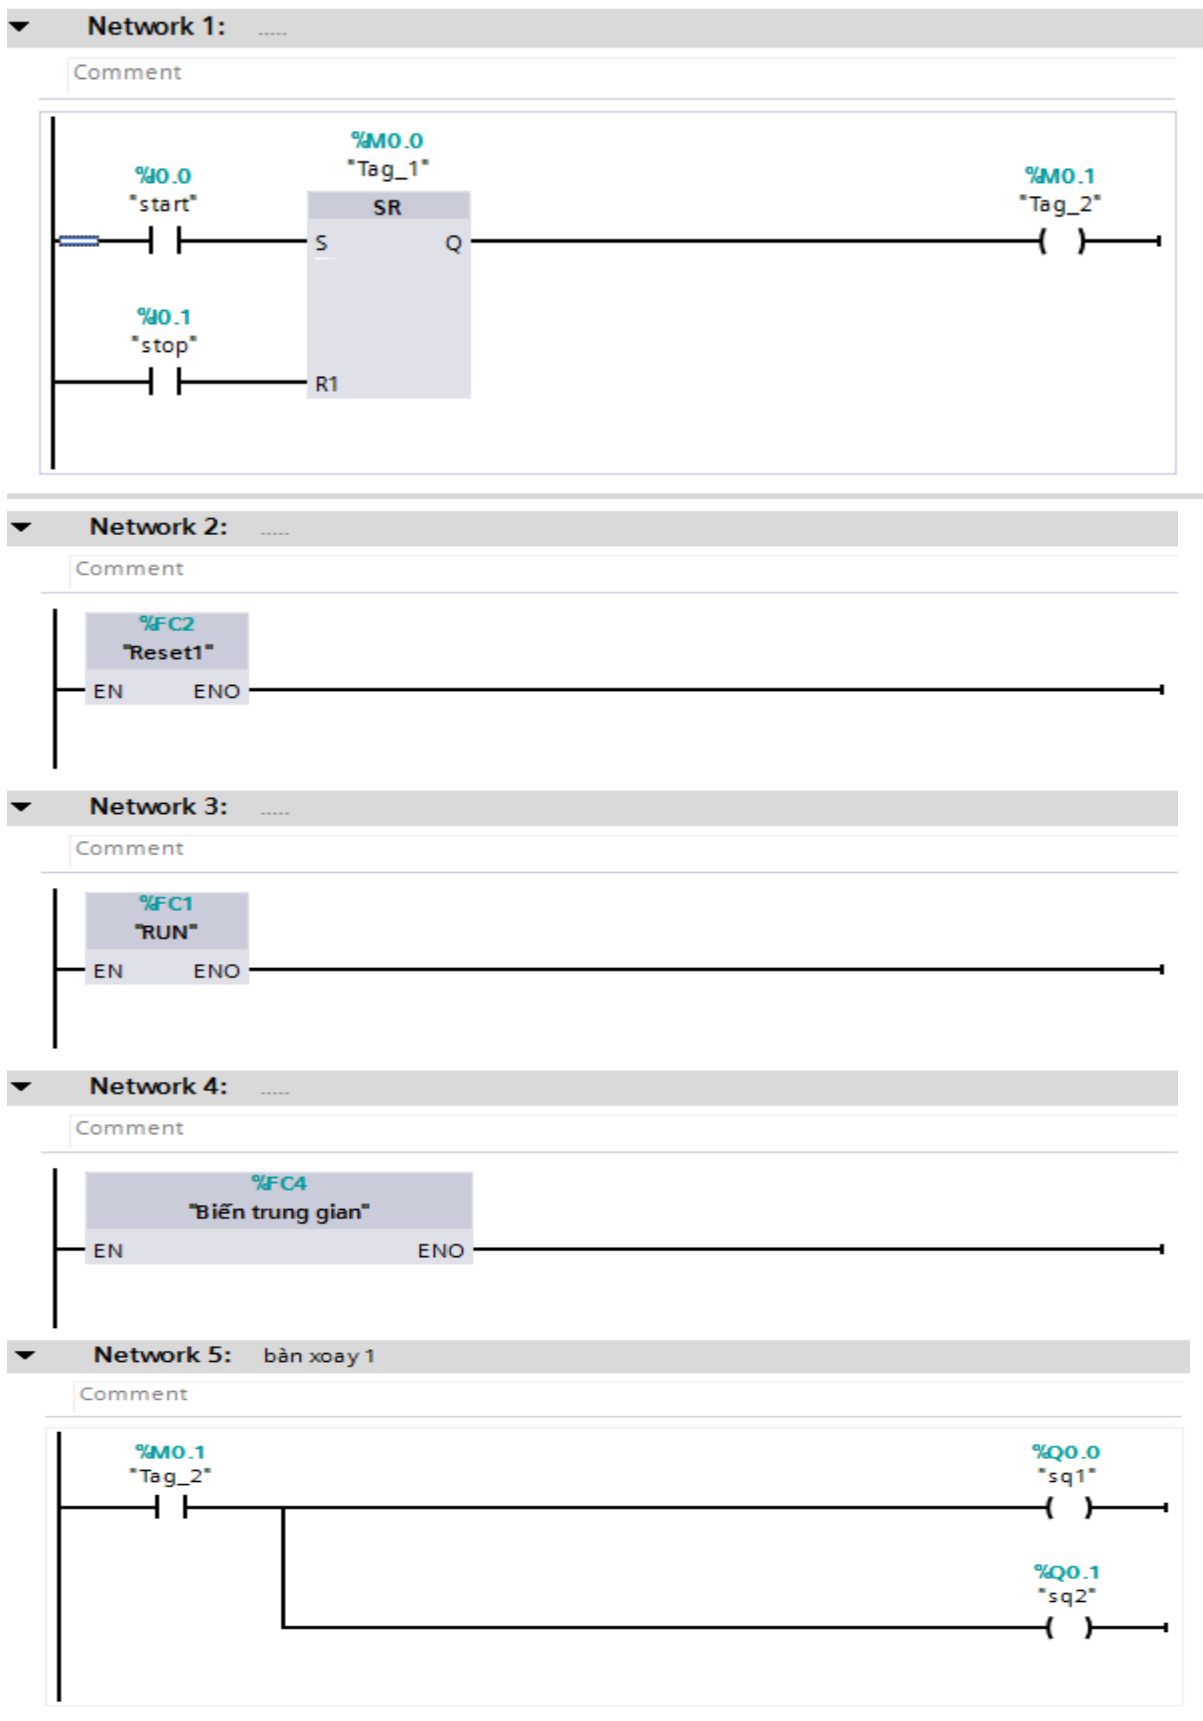 Network 1: .....
Comment
%M0.0
"Tag_1"
%I0.0
"start"
SR
%M0.1
"Tag_2"
S Q
%I0.1
"stop"
R1
Network 2: .....
Comment
%FC2
"Reset1"
EN ENO
Network 3: .....
Comment
%FC1
"RUN"
EN ENO
Network 4: .....
Comment
%FC4
"Biến trung gian"
EN ENO
Network 5: bàn xoay 1
Comment
%M0.1
"Tag_2"
%Q0.0
"sq1"
%Q0.1
"sq2"